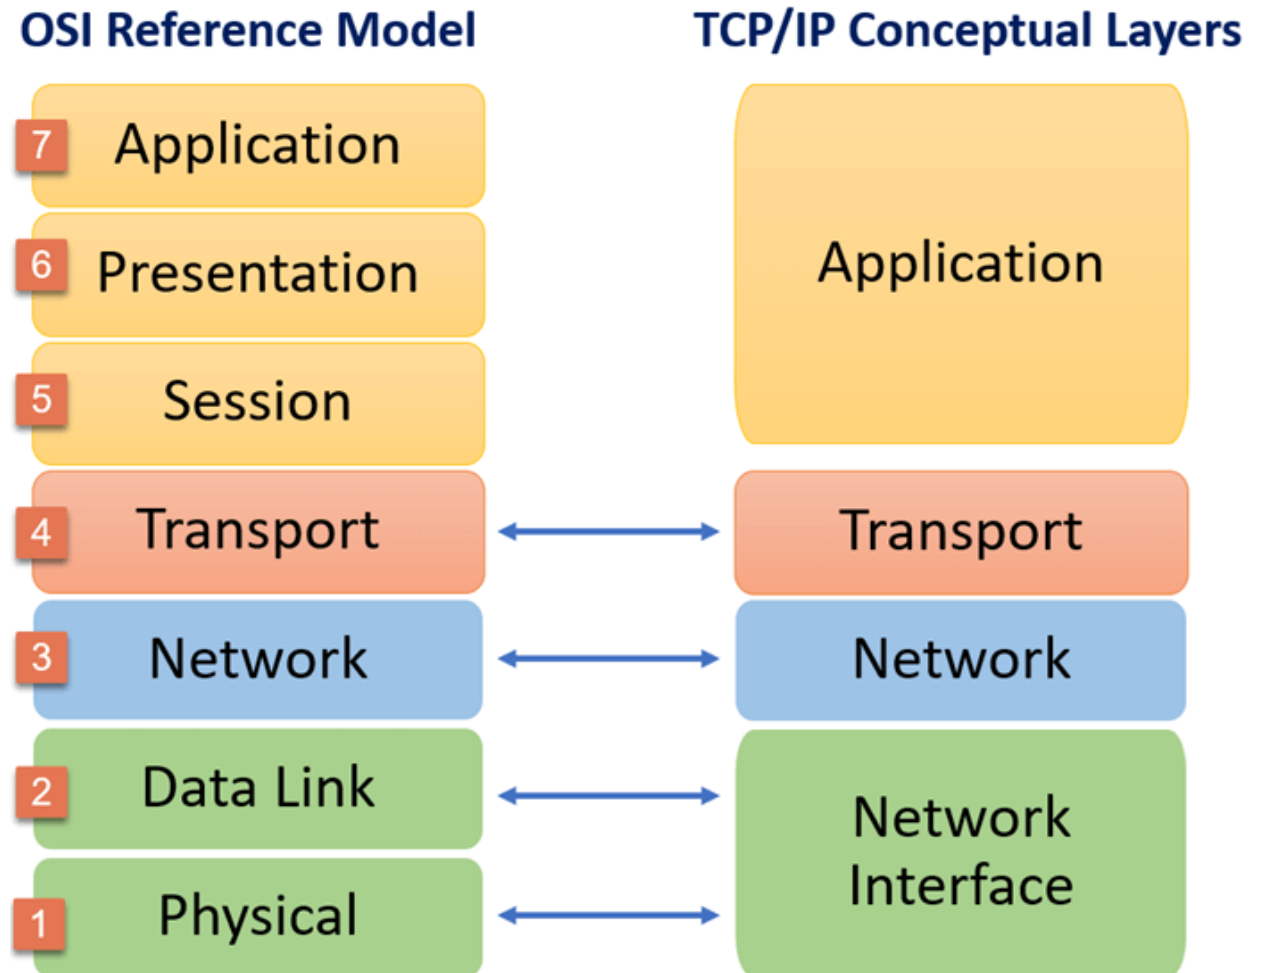 OSI Reference Model
TCP/IP Conceptual Layers
7
Application
6
Presentation
5
Session
4
Transport
3
Network
2
Data Link
1
Physical
Application
Transport
Network
Network
Interface